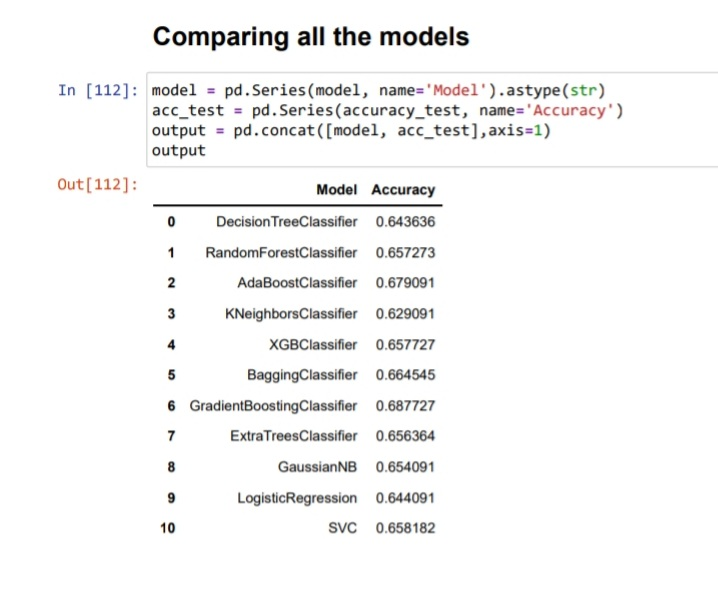 Comparing all the models
In [112]: model = pd.Series(model, name='Model').astype(str)
acc_test = pd.Series(accuracy_test, name='Accuracy')
output = pd.concat([model, acc_test],axis=1)
output
Out[112]:
Model Accuracy
0 DecisionTreeClassifier 0.643636
1 RandomForestClassifier 0.657273
2 AdaBoostClassifier 0.679091
3 KNeighborsClassifier 0.629091
4 XGBClassifier 0.657727
5 BaggingClassifier 0.664545
6 GradientBoostingClassifier 0.687727
7 ExtraTreesClassifier 0.656364
8 GaussianNB 0.654091
9 LogisticRegression 0.644091
10 SVC 0.658182